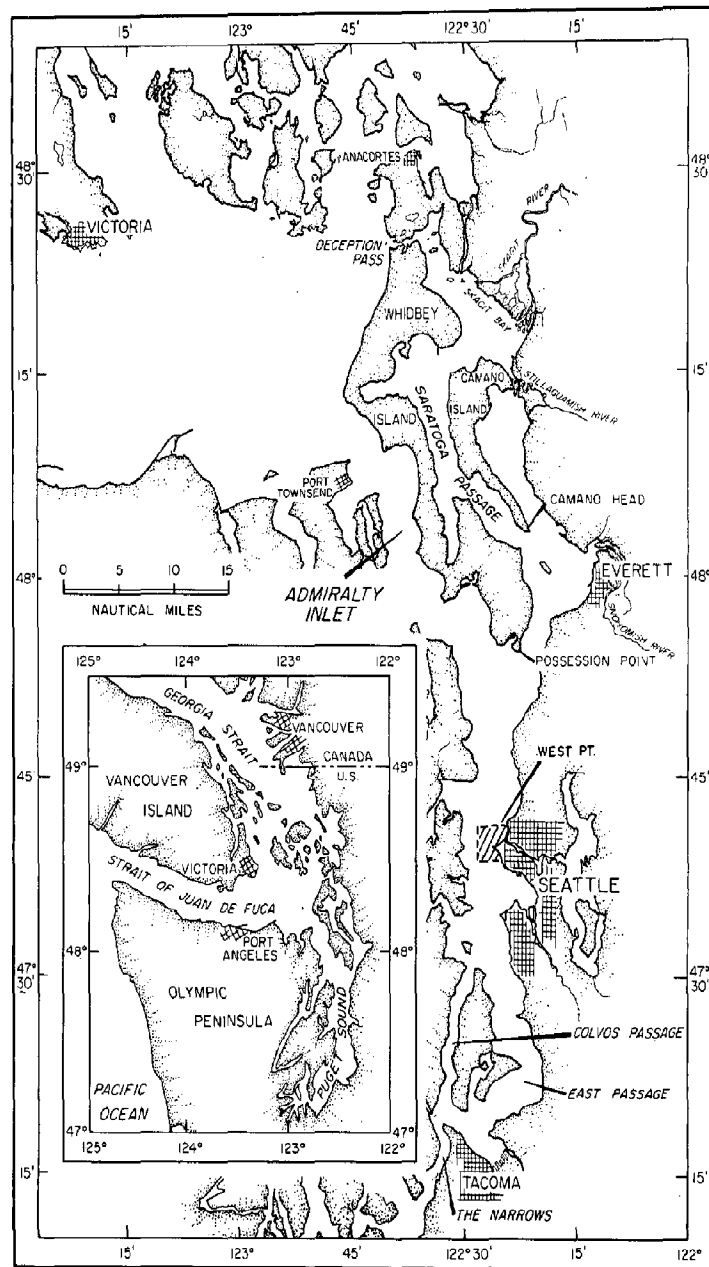 15' 123° 45' 122° 30' 15'
48°
30'
48°
30'
ANACORTES
VICTORIA
DECEPTION
PASS
SKAGIT
RIVER
SKAGIT BAY
WHIDBEY
ISLAND
15'
15'
CAMANO
ISLAND
STILLAGUAMISH RIVER
SARATOGA
PASSAGE
PORT
TOWNSEND
CAMANO HEAD
0 5 10 15
NAUTICAL MILES
48°
48°
ADMIRALTY
INLET
EVERETT
SNOHOMISH RIVER
POSSESSION POINT
125° 124° 123° 122°
GEORGIA STRAIT
VANCOUVER
CANADA
U.S.
49°
49°
VANCOUVER
ISLAND
VICTORIA
STRAIT OF
JUAN DE FUCA
PORT
ANGELES
48°
48°
OLYMPIC
PENINSULA
PUGET SOUND
PACIFIC
OCEAN
47°
47°
125° 124° 123° 122°
WEST PT.
45'
45'
SEATTLE
47°
30'
47°
30'
COLVOS PASSAGE
EAST PASSAGE
15'
15'
TACOMA
THE NARROWS
15' 123° 45' 122° 30' 15' 122°